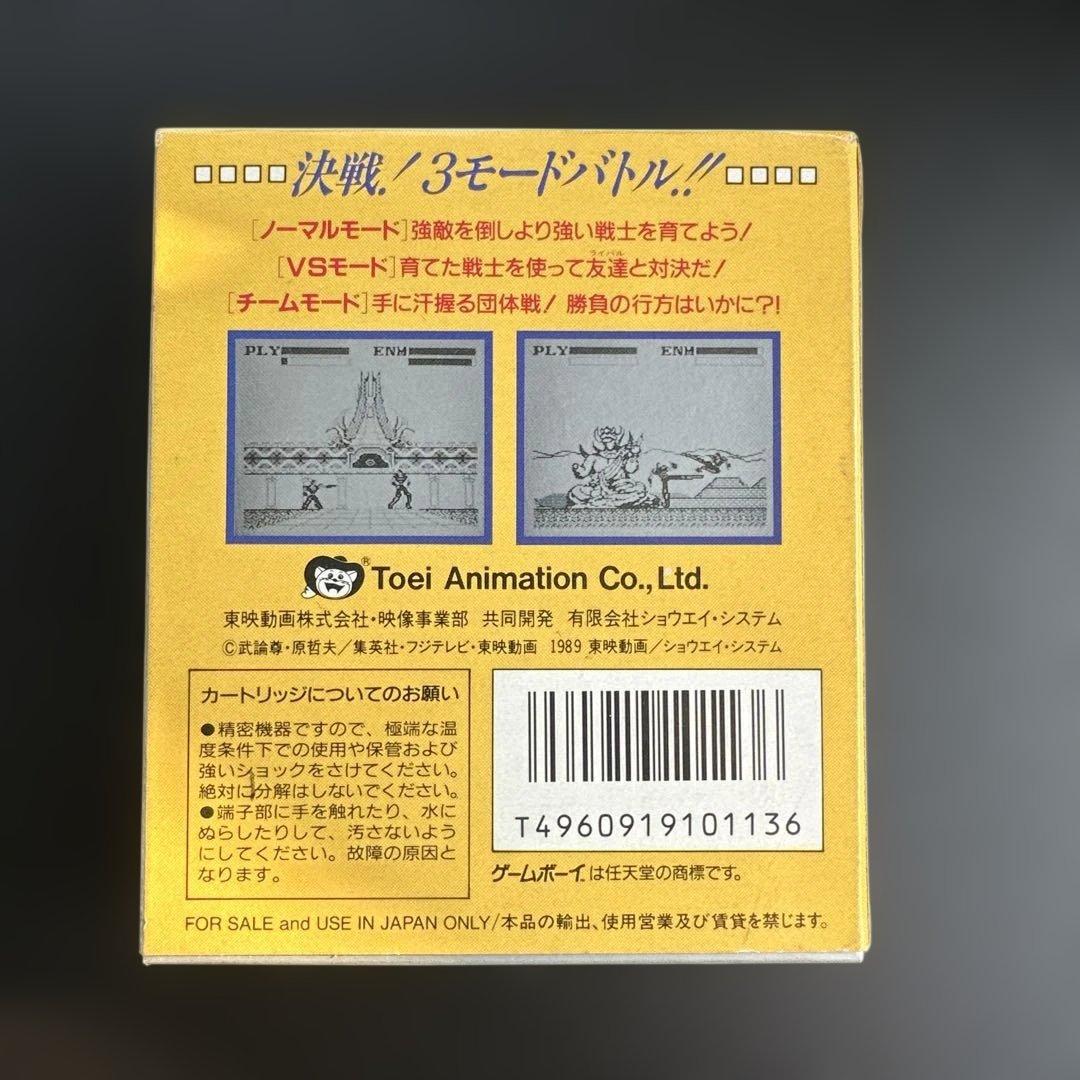 決戦!3モードバトル!!
[ノーマルモード]強敵を倒しより強い戦士を育てよう!
[VSモード]育てた戦士を使って友達と対決だ!
ライバル
[チームモード]手に汗握る団体戦! 勝負の行方はいかに?!
PLY ENM
PLY ENM
® Toei Animation Co., Ltd.
東映動画株式会社・映像事業部 共同開発 有限会社ショウエイ・システム
©武論尊・原哲夫/集英社・フジテレビ・東映動画 1989 東映動画/ショウエイ・システム
カートリッジについてのお願い
●精密機器ですので、極端な温
度条件下での使用や保管および
強いショックをさけてください。
絶対に分解はしないでください。
●端子部に手を触れたり、水に
ぬらしたりして、汚さないよう
にしてください。故障の原因と
なります。
T4960919101136
ゲームボーイ™は任天堂の商標です。
FOR SALE and USE IN JAPAN ONLY/本品の輸出、使用営業及び賃貸を禁じます。